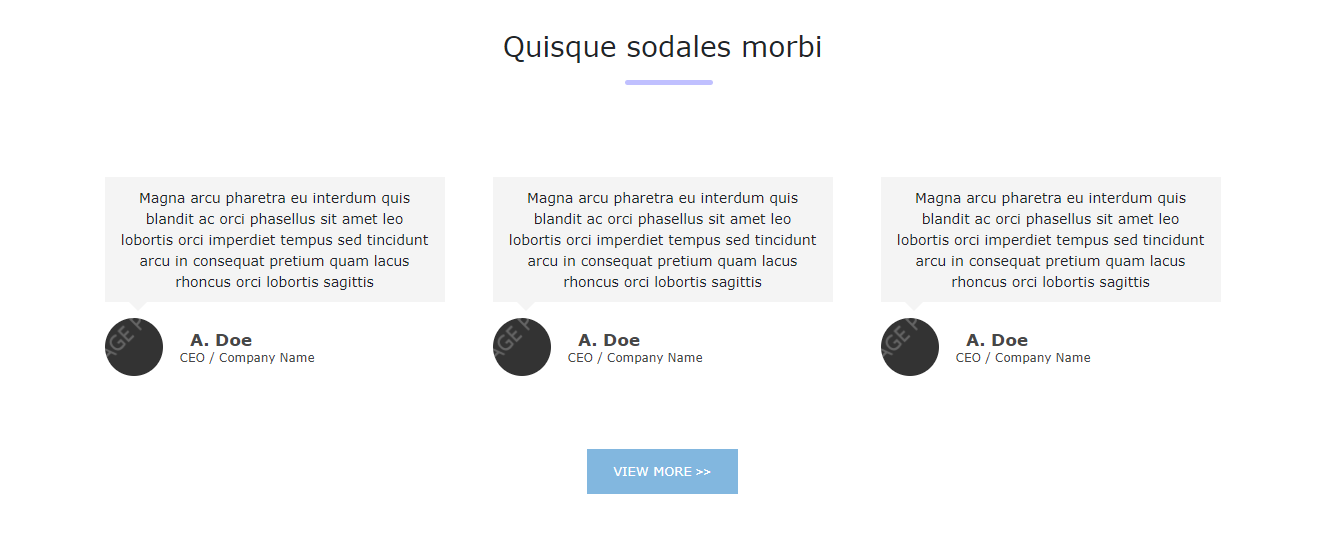 Quisque sodales morbi
Magna arcu pharetra eu interdum quis
blandit ac orci phasellus sit amet leo
lobortis orci imperdiet tempus sed tincidunt
arcu in consequat pretium quam lacus
rhoncus orci lobortis sagittis
A. Doe
CEO / Company Name
Magna arcu pharetra eu interdum quis
blandit ac orci phasellus sit amet leo
lobortis orci imperdiet tempus sed tincidunt
arcu in consequat pretium quam lacus
rhoncus orci lobortis sagittis
A. Doe
CEO / Company Name
Magna arcu pharetra eu interdum quis
blandit ac orci phasellus sit amet leo
lobortis orci imperdiet tempus sed tincidunt
arcu in consequat pretium quam lacus
rhoncus orci lobortis sagittis
A. Doe
CEO / Company Name
VIEW MORE >>